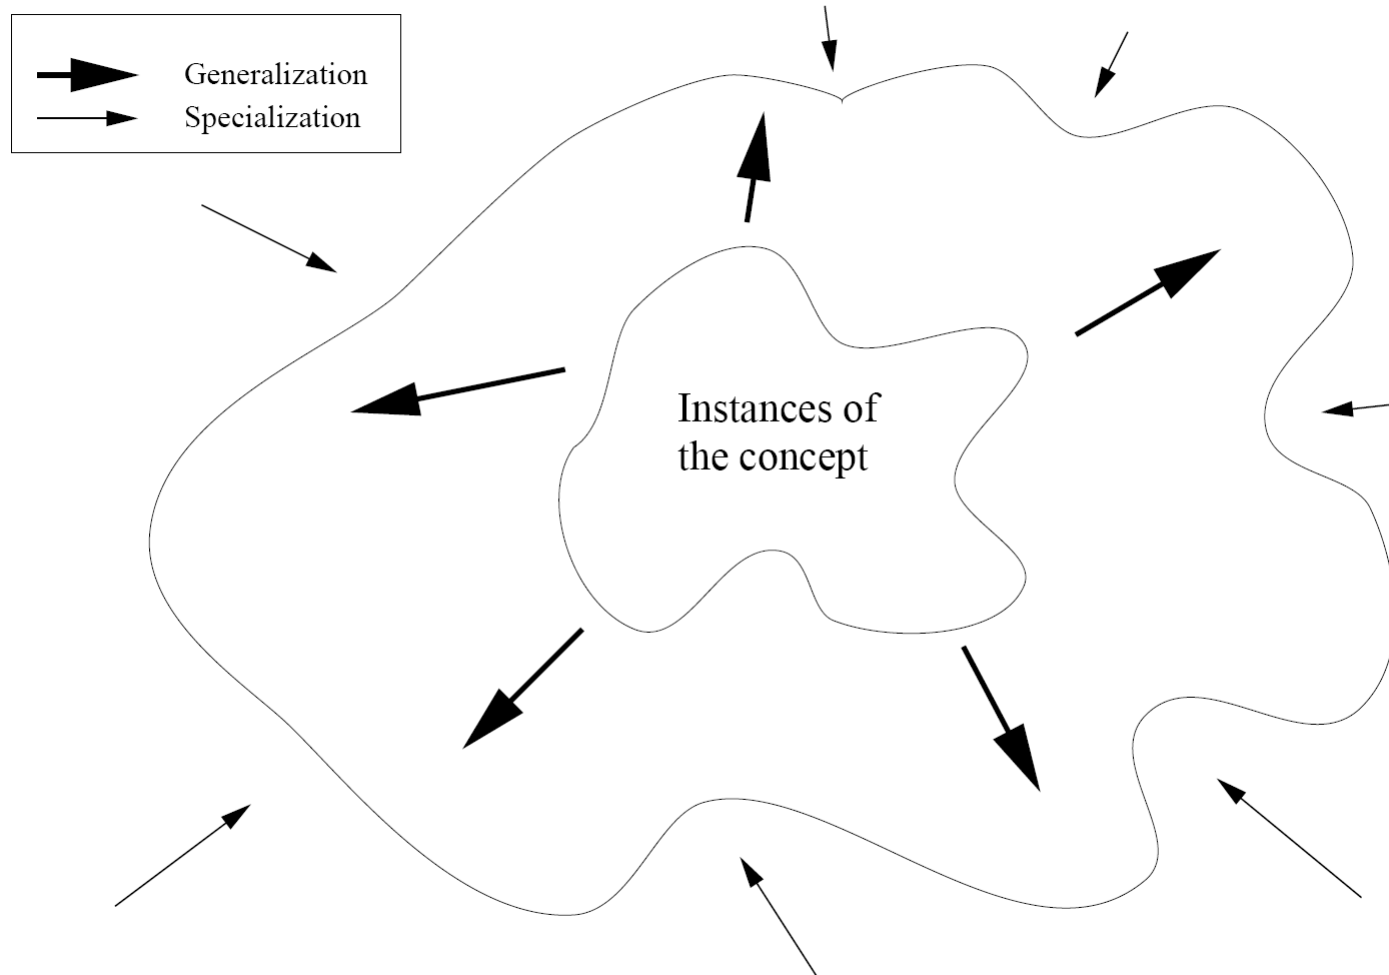 Generalization
Specialization
Instances of
the concept